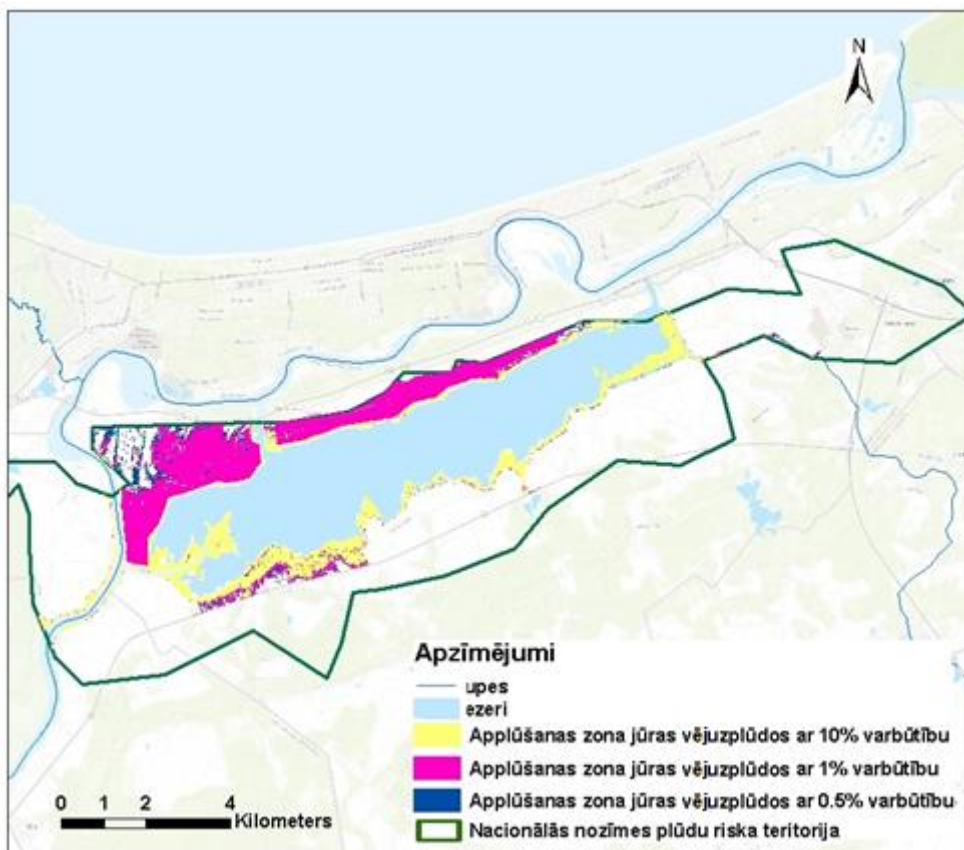 N
Apzīmējumi
upes
ezeri
Applūšanas zona jūras vējuzplūdos ar 10% varbūtību
Applūšanas zona jūras vējuzplūdos ar 1% varbūtību
Applūšanas zona jūras vējuzplūdos ar 0.5% varbūtību
Nacionālās nozīmes plūdu riska teritorija
0 1 2 4
Kilometers